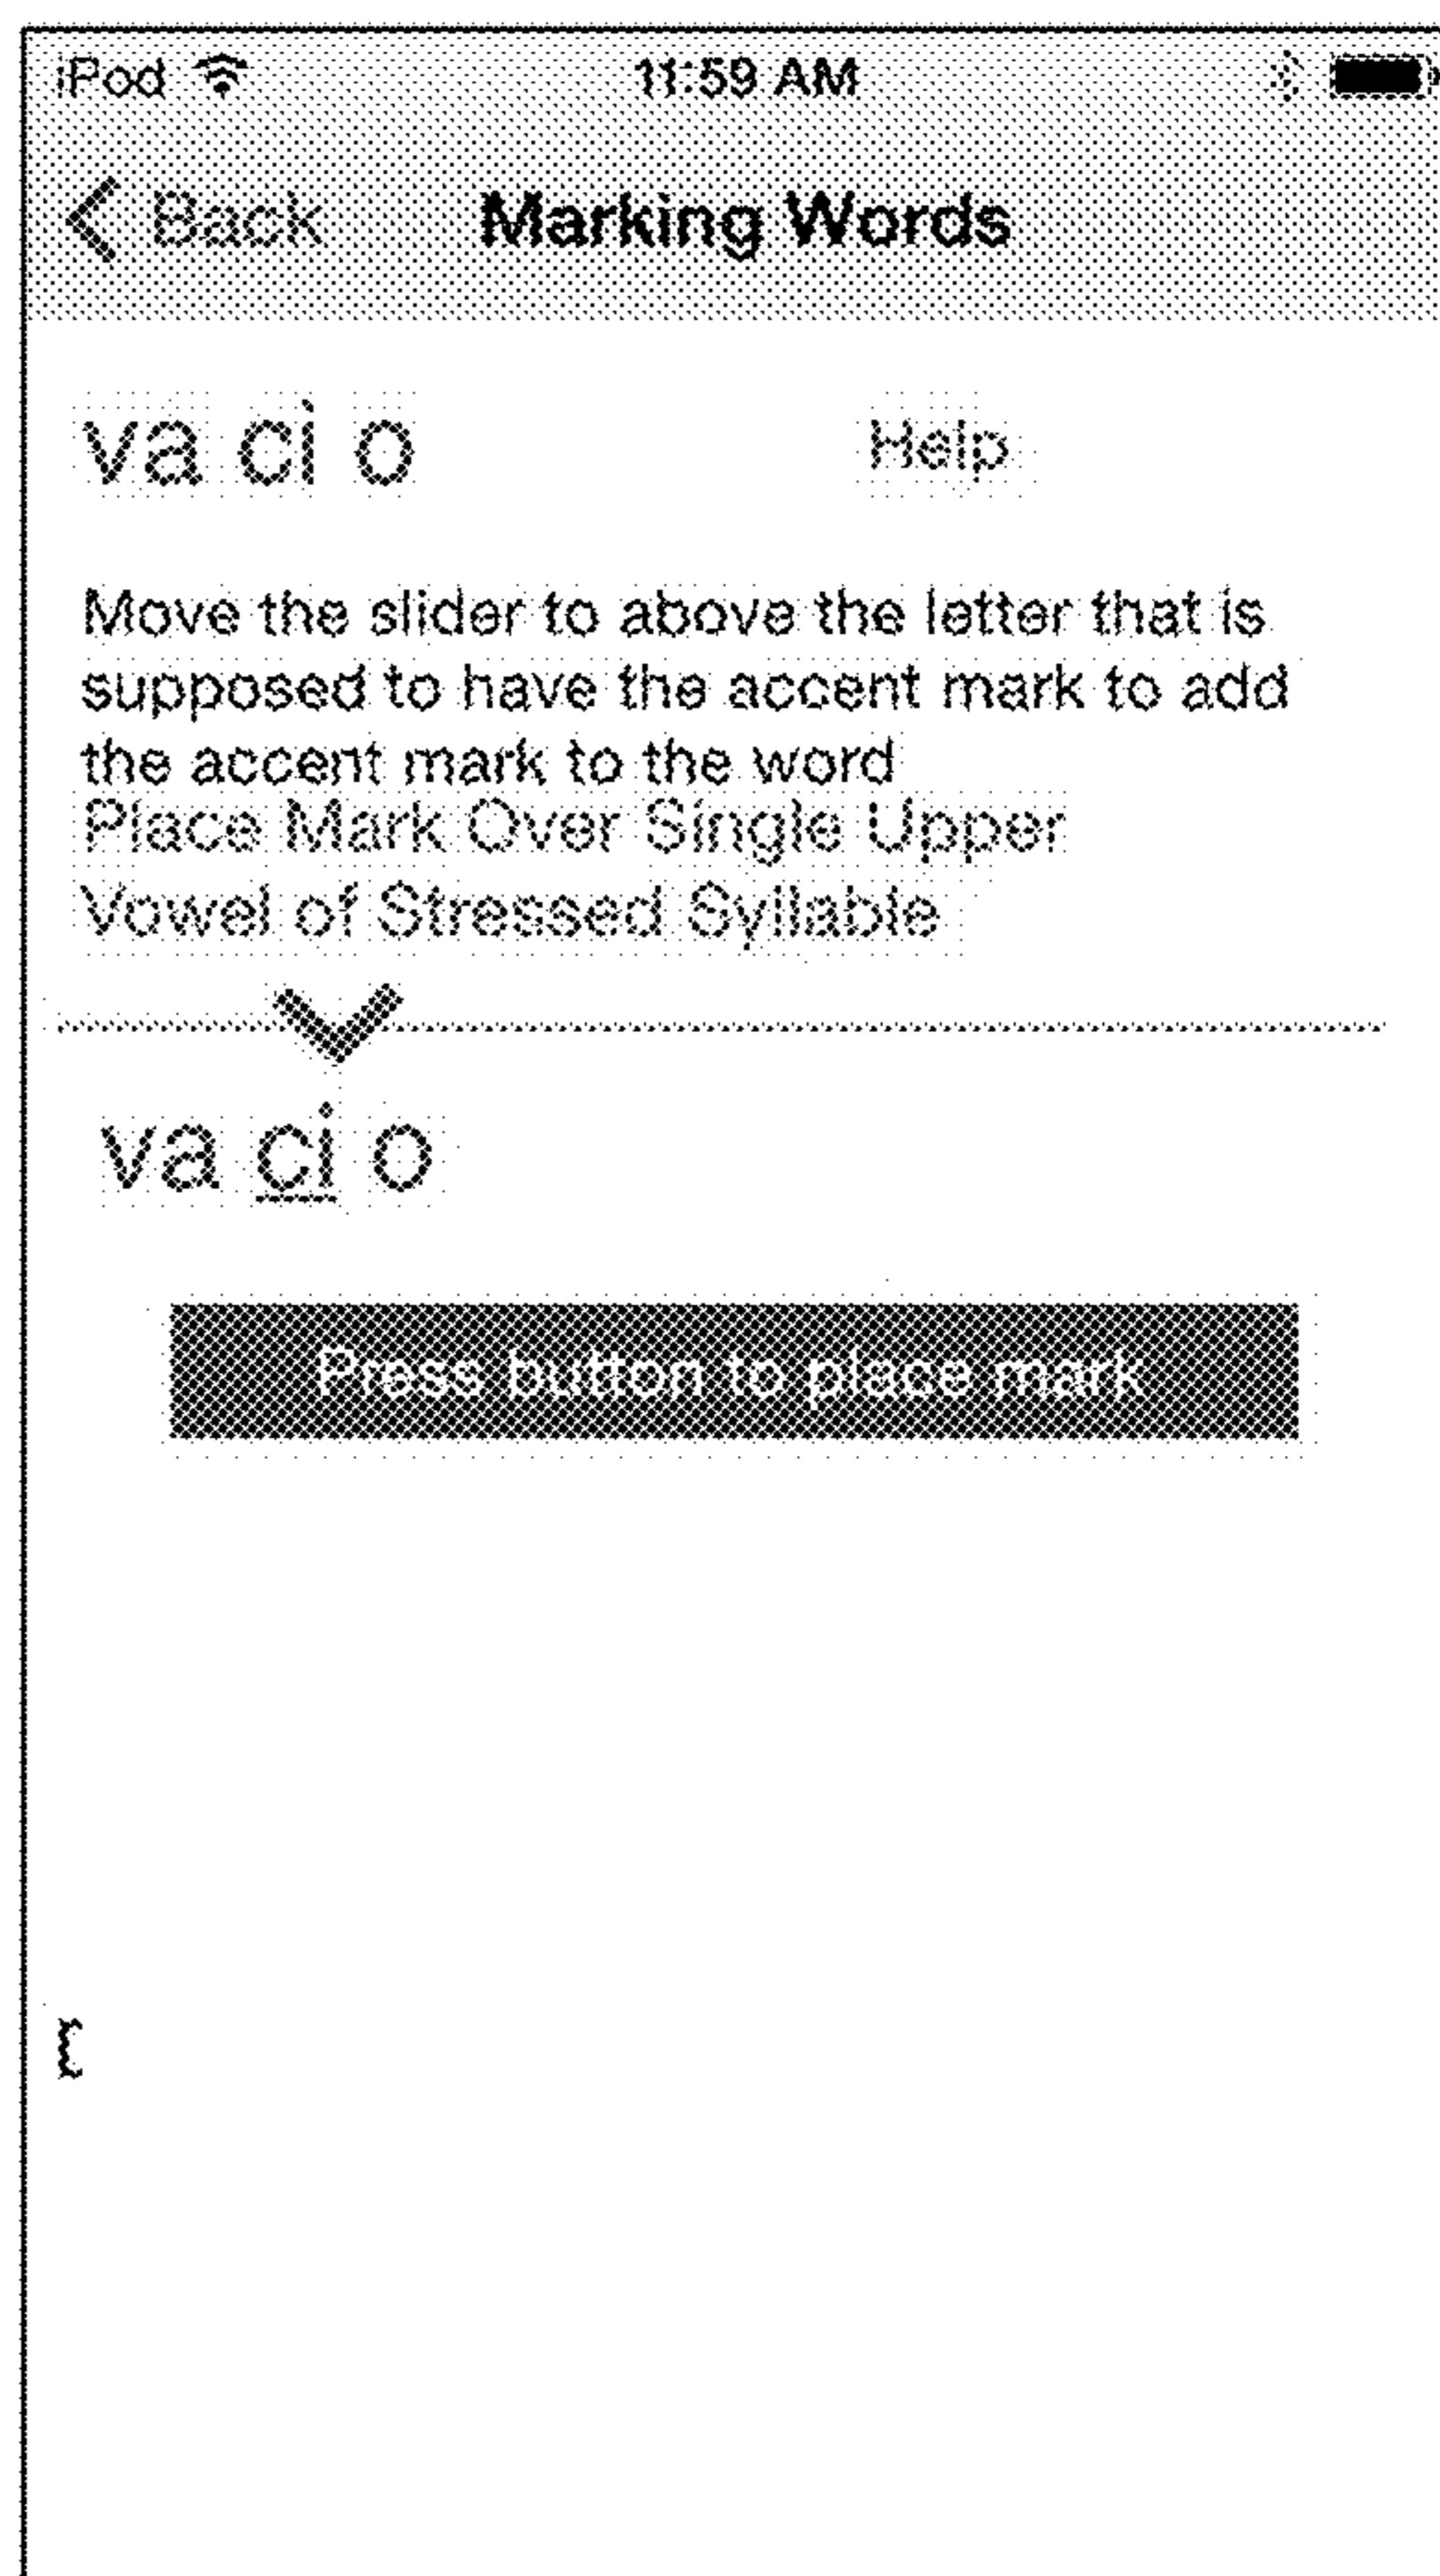 iPod 11:59 AM
Back Marking Words
va ci o Help
Move the slider to above the letter that is
supposed to have the accent mark to add
the accent mark to the word
Place Mark Over Single Upper
Vowel of Stressed Syllable
va ci o
Press button to place mark
[